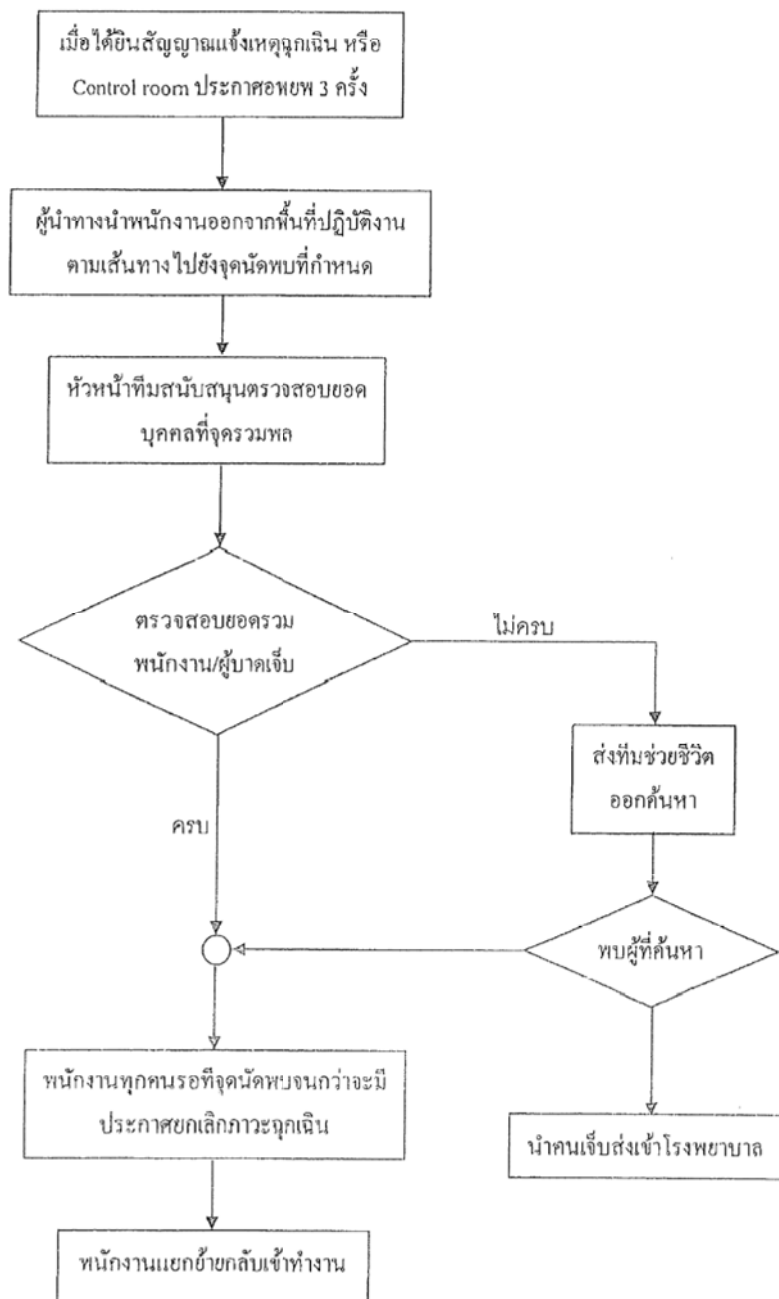 เมื่อได้ยินสัญญาณแจ้งเหตุฉุกเฉิน หรือ
Control room ประกาศอพยพ 3 ครั้ง
ผู้นำทางนำพนักงานออกจากพื้นที่ปฏิบัติงาน
ตามเส้นทางไปยังจุดนัดพบที่กำหนด
หัวหน้าทีมสนับสนุนตรวจสอบยอด
บุคคลที่จุดรวมพล
ตรวจสอบยอดรวม
พนักงาน/ผู้บาดเจ็บ
ไม่ครบ
ส่งทีมช่วยชีวิต
ออกค้นหา
ครบ
พบผู้ที่ค้นหา
พนักงานทุกคนรอที่จุดนัดพบจนกว่าจะมี
ประกาศยกเลิกภาวะฉุกเฉิน
นำคนเจ็บส่งเข้าโรงพยาบาล
พนักงานแยกย้ายกลับเข้าทำงาน